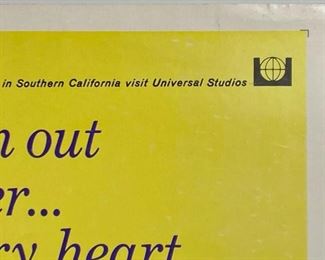 in Southern California visit Universal Studios
n out
er...
ry heart